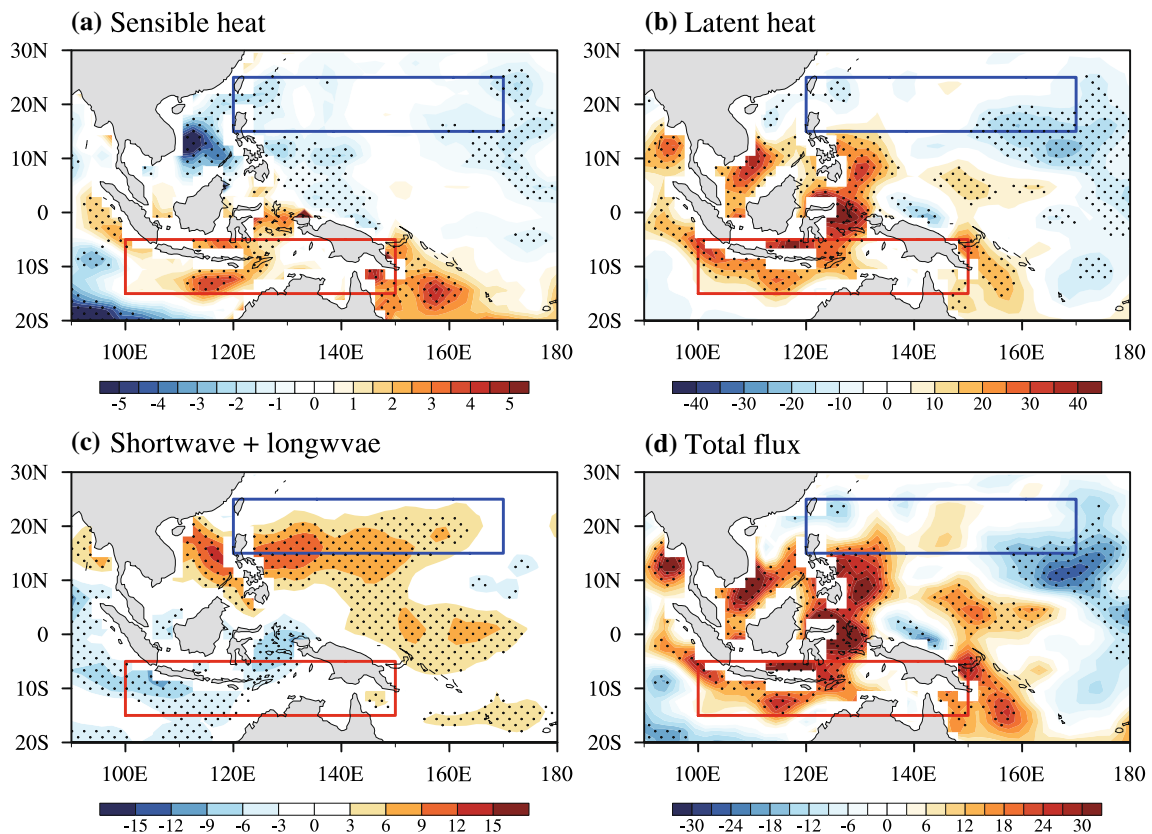 (a) Sensible heat
(b) Latent heat
30N
20N
10N
0
10S
20S
100E 120E 140E 160E 180
30N
20N
10N
0
10S
20S
100E 120E 140E 160E 180
-5 -4 -3 -2 -1 0 1 2 3 4 5
-40 -30 -20 -10 0 10 20 30 40
(c) Shortwave + longwvae
(d) Total flux
30N
20N
10N
0
10S
20S
100E 120E 140E 160E 180
30N
20N
10N
0
10S
20S
100E 120E 140E 160E 180
-15 -12 -9 -6 -3 0 3 6 9 12 15
-30 -24 -18 -12 -6 0 6 12 18 24 30